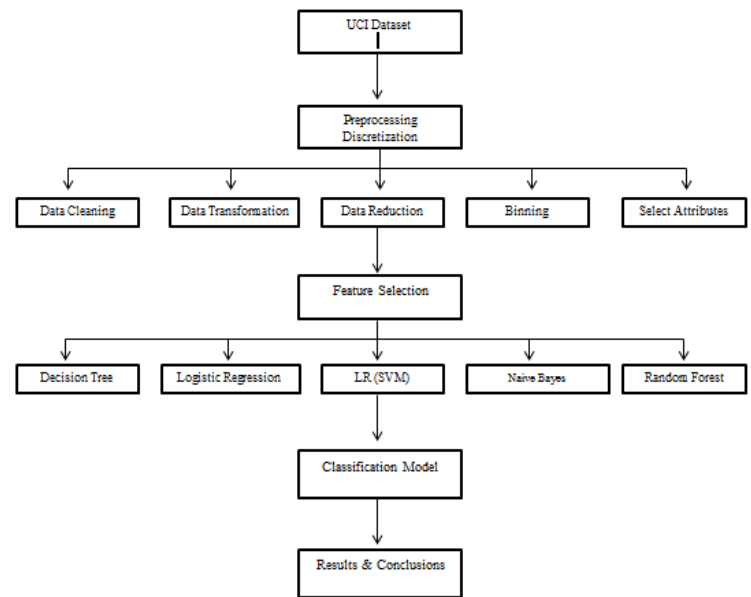 UCI Dataset
Preprocessing
Discretization
Data Cleaning
Data Transformation
Data Reduction
Binning
Select Attributes
Feature Selection
Decision Tree
Logistic Regression
LR (SVM)
Naive Bayes
Random Forest
Classification Model
Results & Conclusions